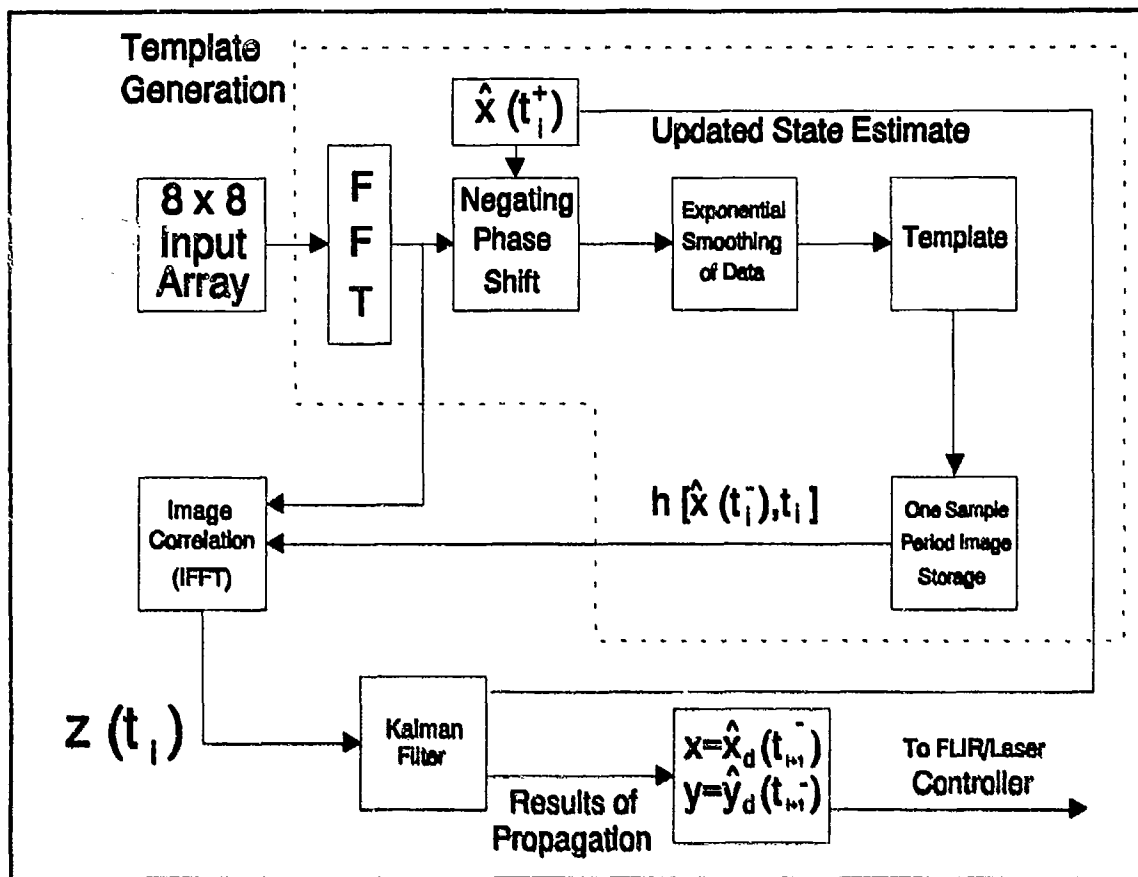 Template
Generation
x̂ (t_i^+)
Updated State Estimate
8 x 8
Input
Array
F
F
T
Negating
Phase
Shift
Exponential
Smoothing
of Data
Template
Image
Correlation
(IFFT)
h [x̂ (t_i^-),t_i ]
One Sample
Period Image
Storage
z (t_i)
Kalman
Filter
Results of
Propagation
x=x̂_d(t_{i+1}^-)
y=ŷ_d(t_{i+1}^-)
To FLIR/Laser
Controller